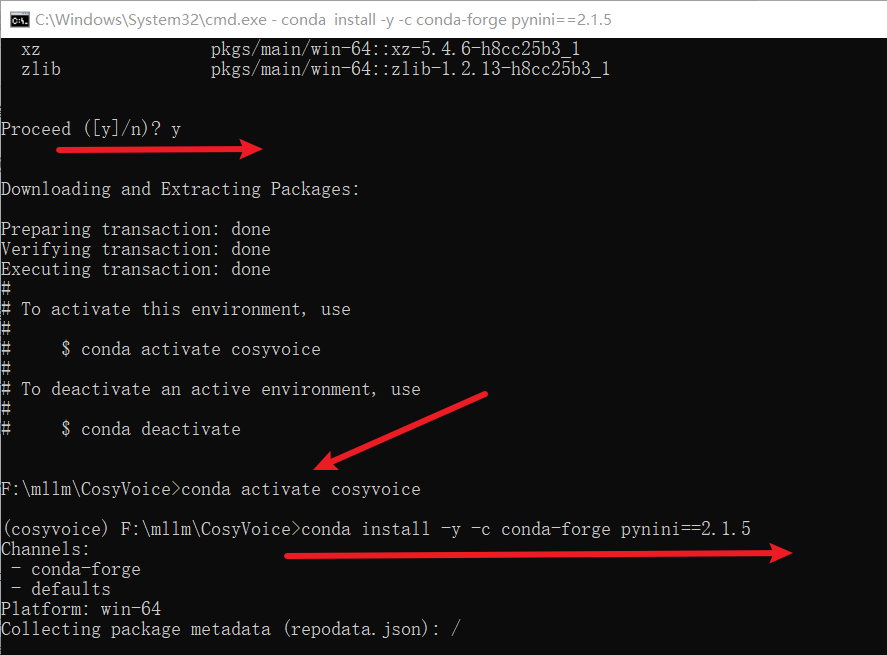 C:\Windows\System32\cmd.exe - conda  install -y -c conda-forge pynini==2.1.5
xz                 pkgs/main/win-64::xz-5.4.6-h8cc25b3_1
zlib               pkgs/main/win-64::zlib-1.2.13-h8cc25b3_1
Proceed ([y]/n)? y
Downloading and Extracting Packages:
Preparing transaction: done
Verifying transaction: done
Executing transaction: done
#
# To activate this environment, use
#
#     $ conda activate cosyvoice
#
# To deactivate an active environment, use
#
#     $ conda deactivate
F:\mllm\CosyVoice>conda activate cosyvoice
(cosyvoice) F:\mllm\CosyVoice>conda install -y -c conda-forge pynini==2.1.5
Channels:
 - conda-forge
 - defaults
Platform: win-64
Collecting package metadata (repodata.json): /